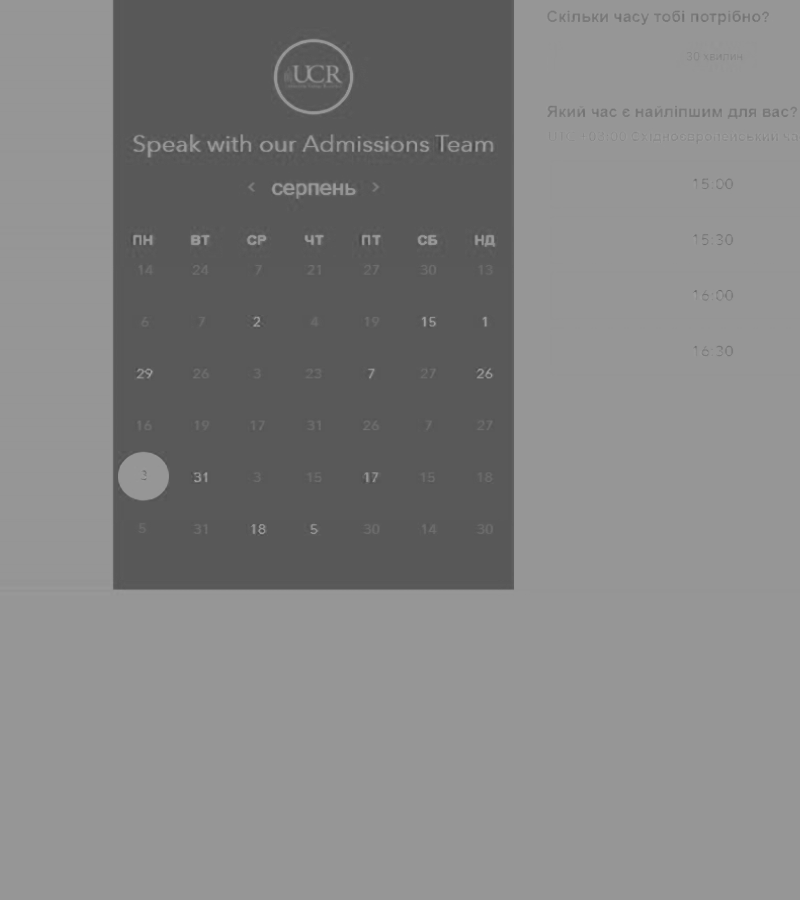 UCR
Speak with our Admissions Team
< серпень >
ПН ВТ СР ЧТ ПТ СБ НД
14 24 7 21 27 30 13
6 7 2 4 19 15 1
29 26 3 23 7 27 26
16 19 17 31 26 7 27
3 31 3 15 17 15 18
31 18 5 30 14 30
Скільки часу тобі потрібно?
30 хвилин
Який час є найліпшим для вас?
15:00
15:30
16:00
16:30